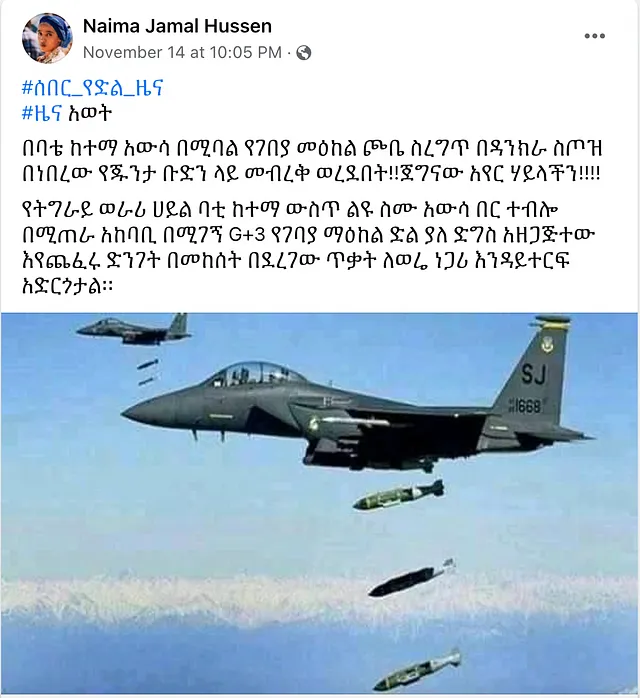 Naima Jamal Hussen
November 14 at 10:05 PM ·
#ሰበር_የድል_ዜና
#ዜና አወት
በባቴ ከተማ አውሳ በሚባል የገበያ መዕከል ጮቤ ስረግጥ በዳንክራ ስጦዝ
በነበረው የጁንታ ቡድን ላይ መብረቅ ወረደበት!!ጀግናው አየር ሃይላችን!!!!
የትግራይ ወራሪ ሀይል ባቲ ከተማ ውስጥ ልዩ ስሙ አውሳ በር ተብሎ
በሚጠራ አከባቢ በሚገኝ G+3 የገባያ ማዕከል ድል ያለ ድግስ አዘጋጅተው
እየጨፈሩ ድንገት በመከሰት በደረገው ጥቃት ለወሬ ነጋሪ እንዳይተርፍ
አድርጎታል፡፡
SJ
1668